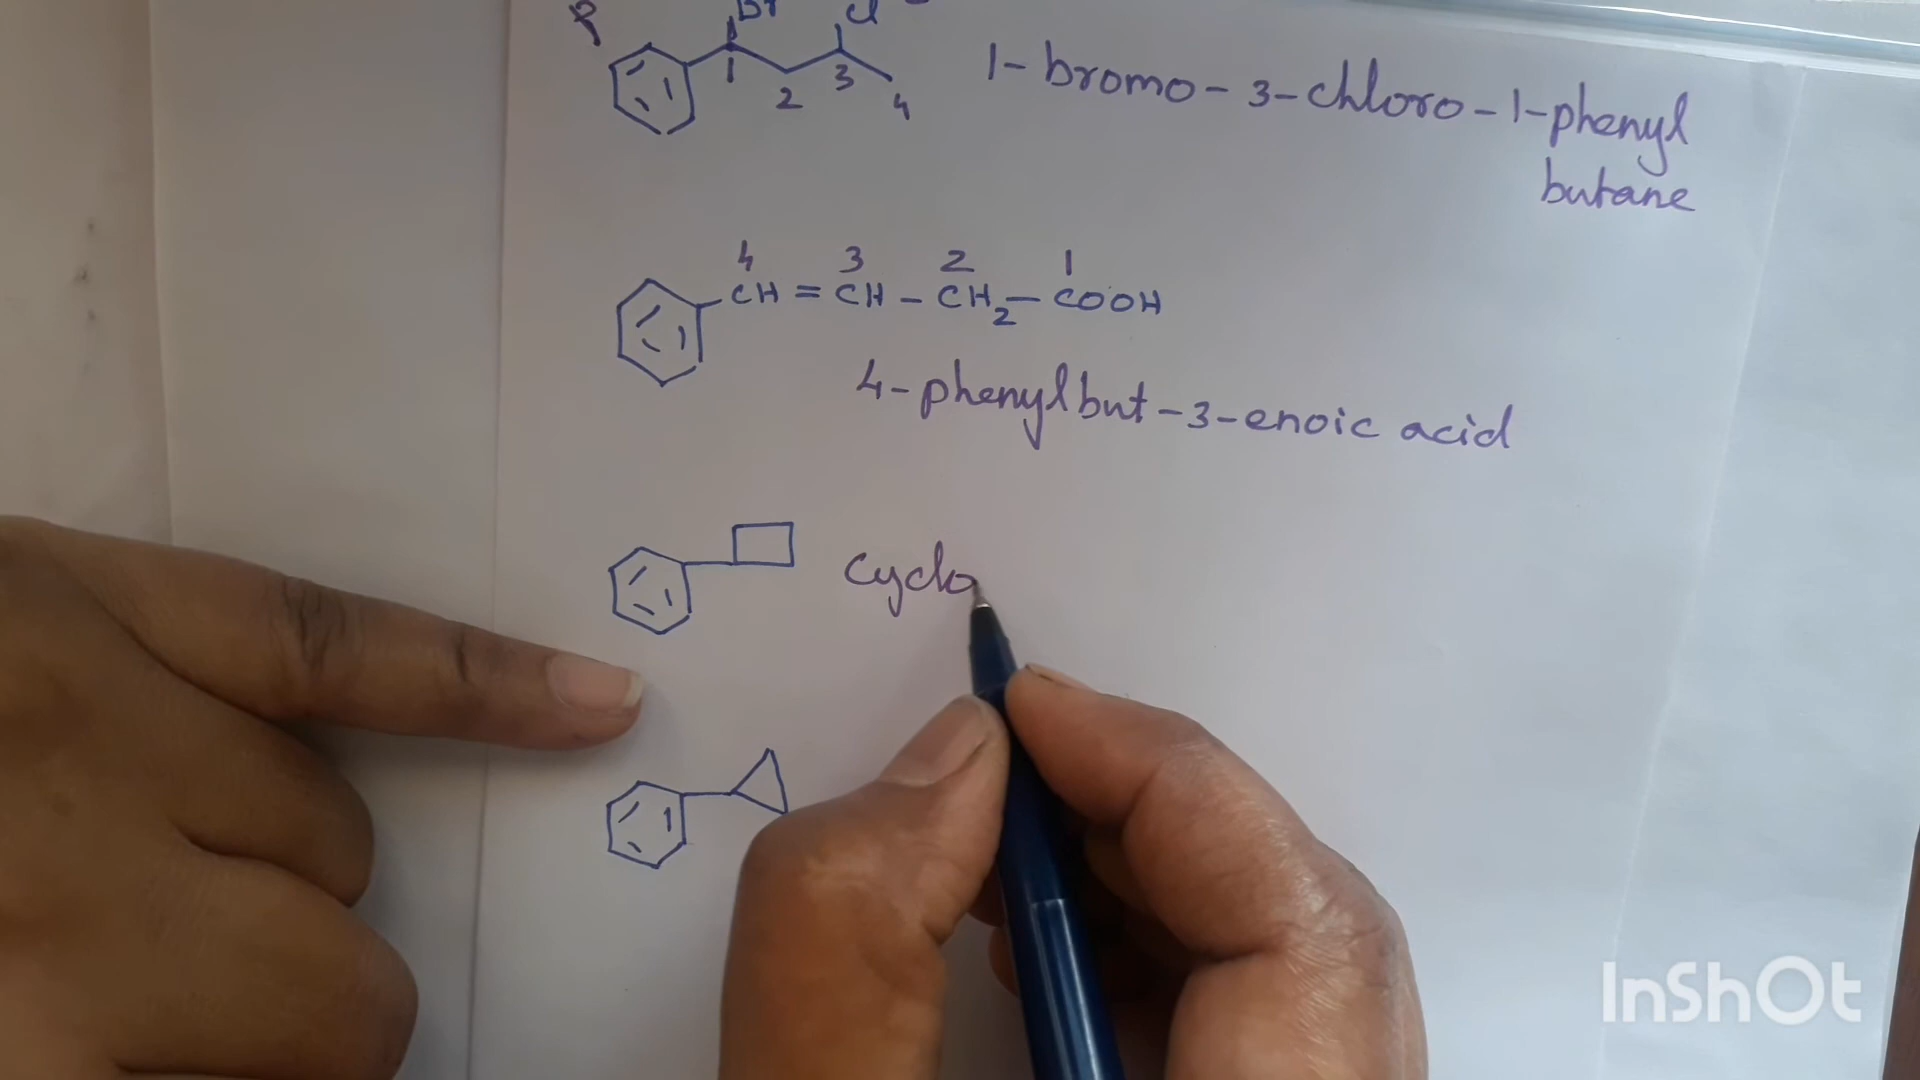 Br Cl
1 2 3 4
1-bromo-3-chloro-1-phenyl
butane
4 3 2 1
CH = CH - CH2 - COOH
4-phenylbut-3-enoic acid
cyclo
InShOt